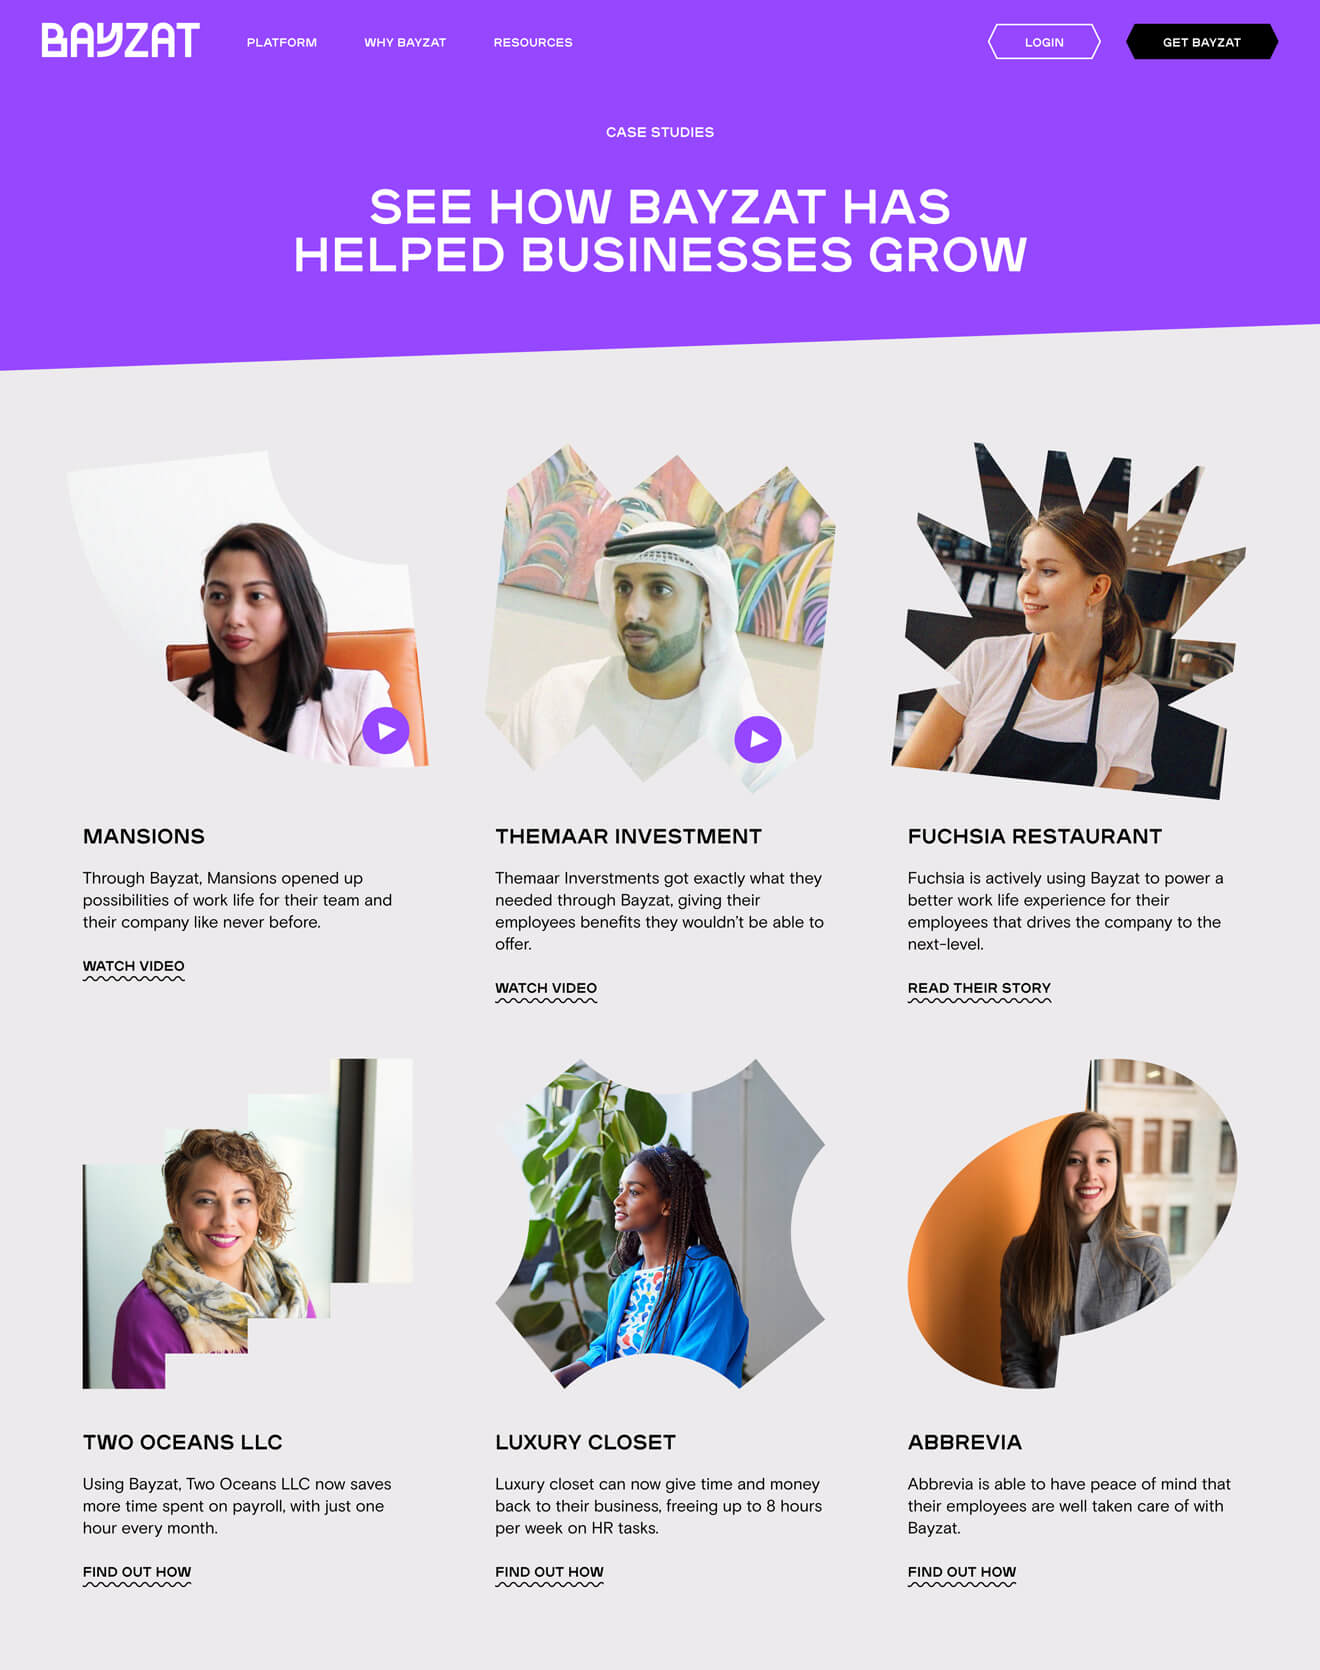 BAYZAT
PLATFORM
WHY BAYZAT
RESOURCES
LOGIN
GET BAYZAT
CASE STUDIES
SEE HOW BAYZAT HAS
HELPED BUSINESSES GROW
MANSIONS
Through Bayzat, Mansions opened up
possibilities of work life for their team and
their company like never before.
WATCH VIDEO
THEMAAR INVESTMENT
Themaar Inverstments got exactly what they
needed through Bayzat, giving their
employees benefits they wouldn't be able to
offer.
WATCH VIDEO
FUCHSIA RESTAURANT
Fuchsia is actively using Bayzat to power a
better work life experience for their
employees that drives the company to the
next-level.
READ THEIR STORY
TWO OCEANS LLC
Using Bayzat, Two Oceans LLC now saves
more time spent on payroll, with just one
hour every month.
FIND OUT HOW
LUXURY CLOSET
Luxury closet can now give time and money
back to their business, freeing up to 8 hours
per week on HR tasks.
FIND OUT HOW
ABBREVIA
Abbrevia is able to have peace of mind that
their employees are well taken care of with
Bayzat.
FIND OUT HOW